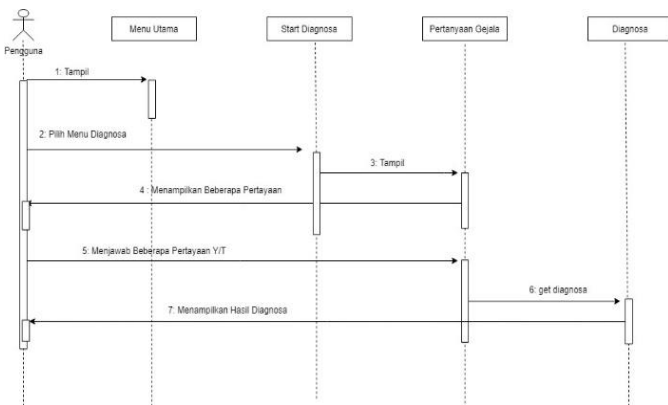 Pengguna
Menu Utama
Start Diagnosa
Pertanyaan Gejala
Diagnosa
1: Tampil
2: Pilih Menu Diagnosa
3: Tampil
4 : Menampilkan Beberapa Pertayaan
5: Menjawab Beberapa Pertayaan Y/T
6: get diagnosa
7: Menampilkan Hasil Diagnosa